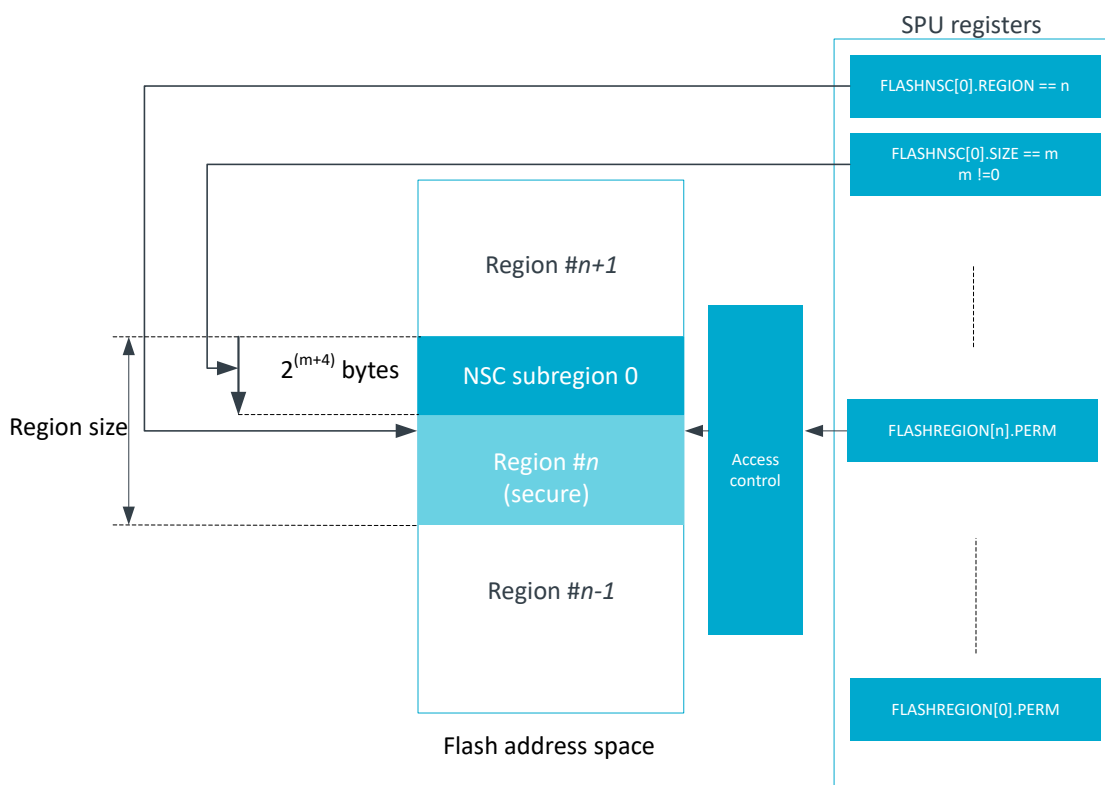 SPU registers
FLASHNSC[0].REGION == n
FLASHNSC[0].SIZE == m
m !=0
Region #n+1
2^(m+4) bytes
NSC subregion 0
Region size
FLASHREGION[n].PERM
Access
control
Region #n
(secure)
Region #n-1
FLASHREGION[0].PERM
Flash address space